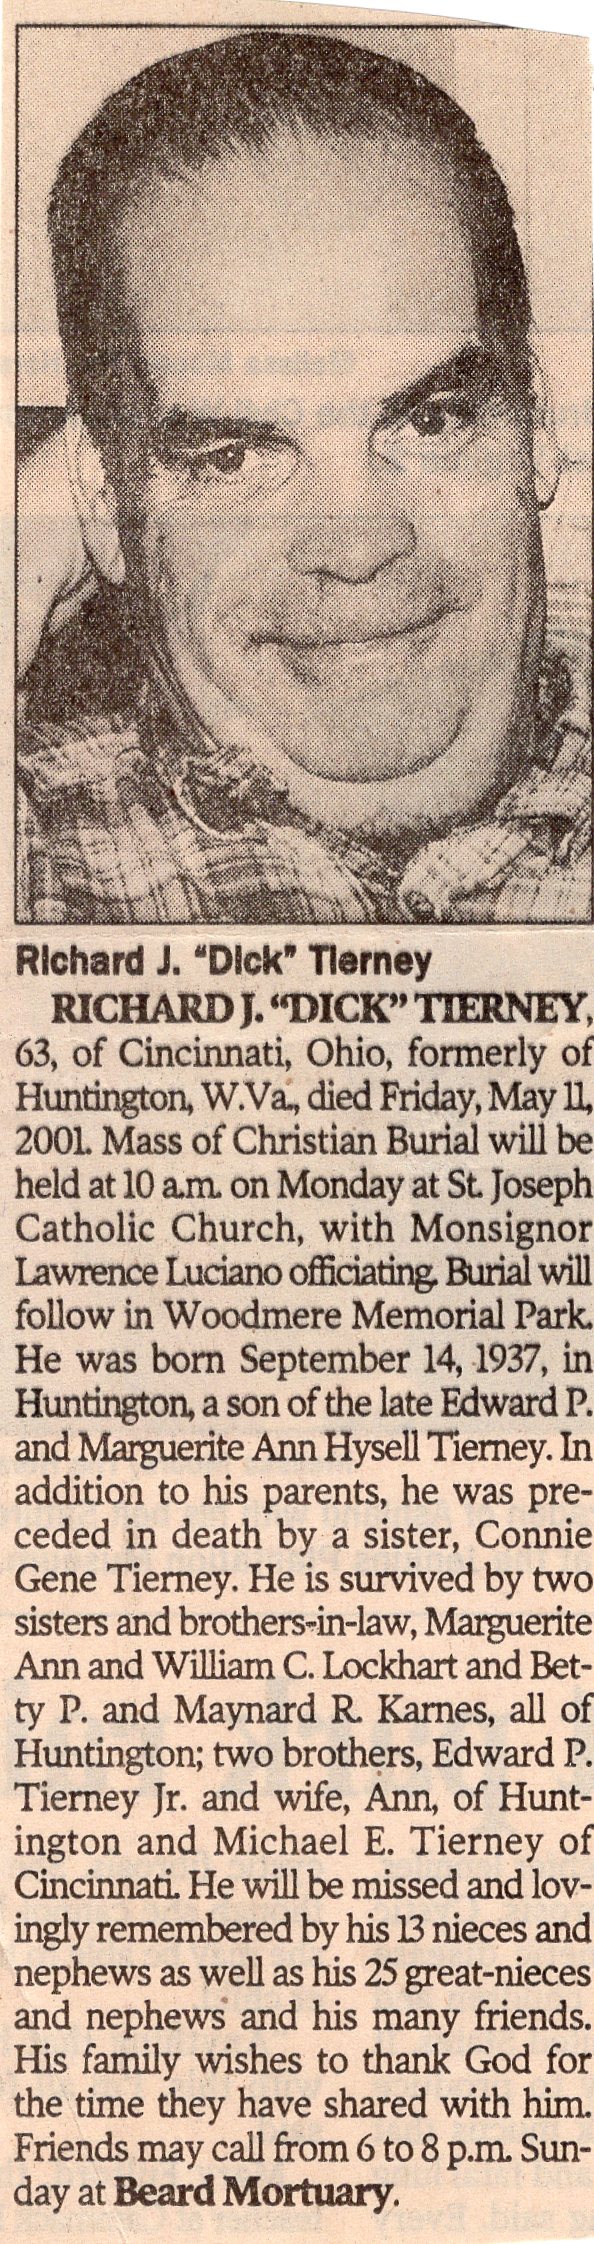 Richard J. "Dick" Tierney
RICHARD J. “DICK” TIERNEY,
63, of Cincinnati, Ohio, formerly of
Huntington, W.Va., died Friday, May 11,
2001. Mass of Christian Burial will be
held at 10 a.m. on Monday at St. Joseph
Catholic Church, with Monsignor
Lawrence Luciano officiating. Burial will
follow in Woodmere Memorial Park.
He was born September 14, 1937, in
Huntington, a son of the late Edward P.
and Marguerite Ann Hysell Tierney. In
addition to his parents, he was pre-
ceded in death by a sister, Connie
Gene Tierney. He is survived by two
sisters and brothers-in-law, Marguerite
Ann and William C. Lockhart and Bet-
ty P. and Maynard R. Karnes, all of
Huntington; two brothers, Edward P.
Tierney Jr. and wife, Ann, of Hunt-
ington and Michael E. Tierney of
Cincinnati. He will be missed and lov-
ingly remembered by his 13 nieces and
nephews as well as his 25 great-nieces
and nephews and his many friends.
His family wishes to thank God for
the time they have shared with him.
Friends may call from 6 to 8 p.m. Sun-
day at Beard Mortuary.